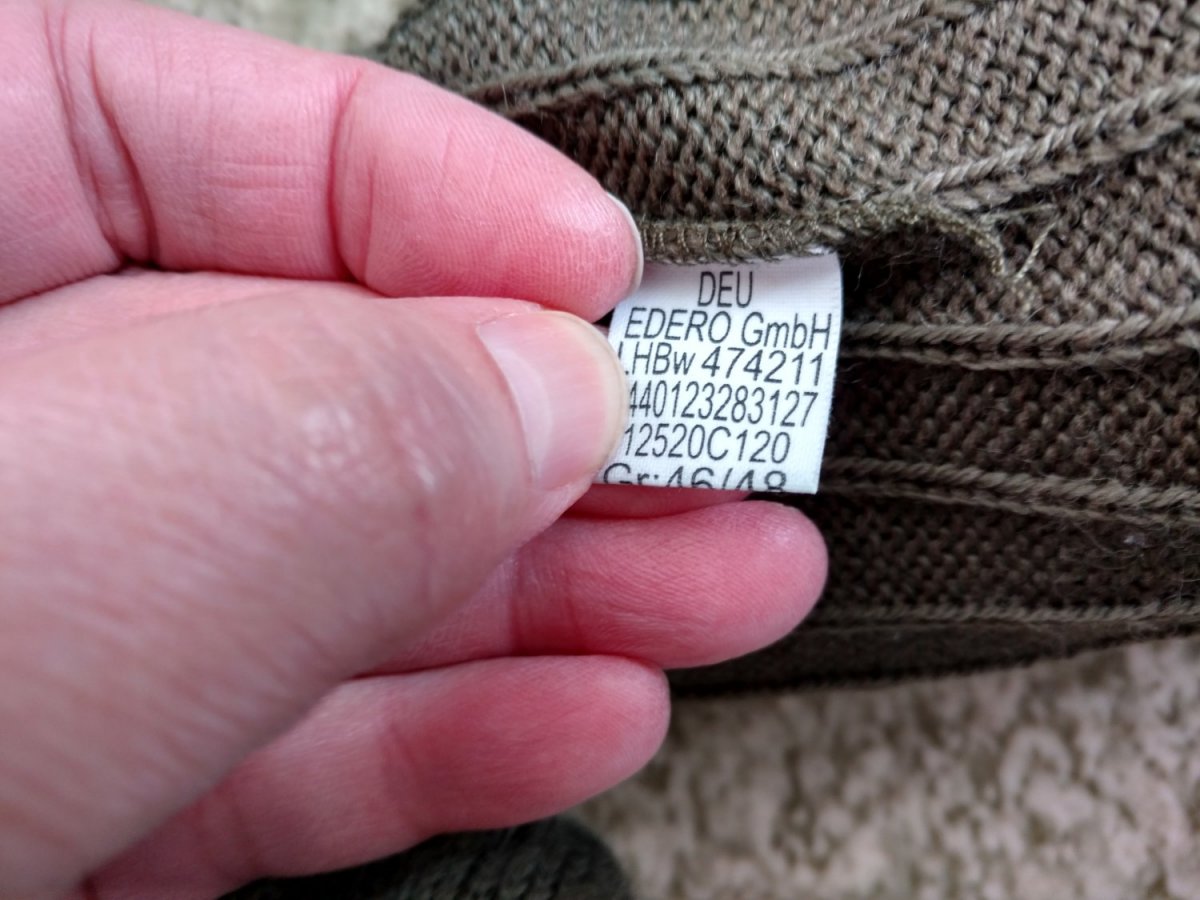 DEU
EDERO GmbH
LHBw 474211
440123283127
12520C120
Gr:46/48